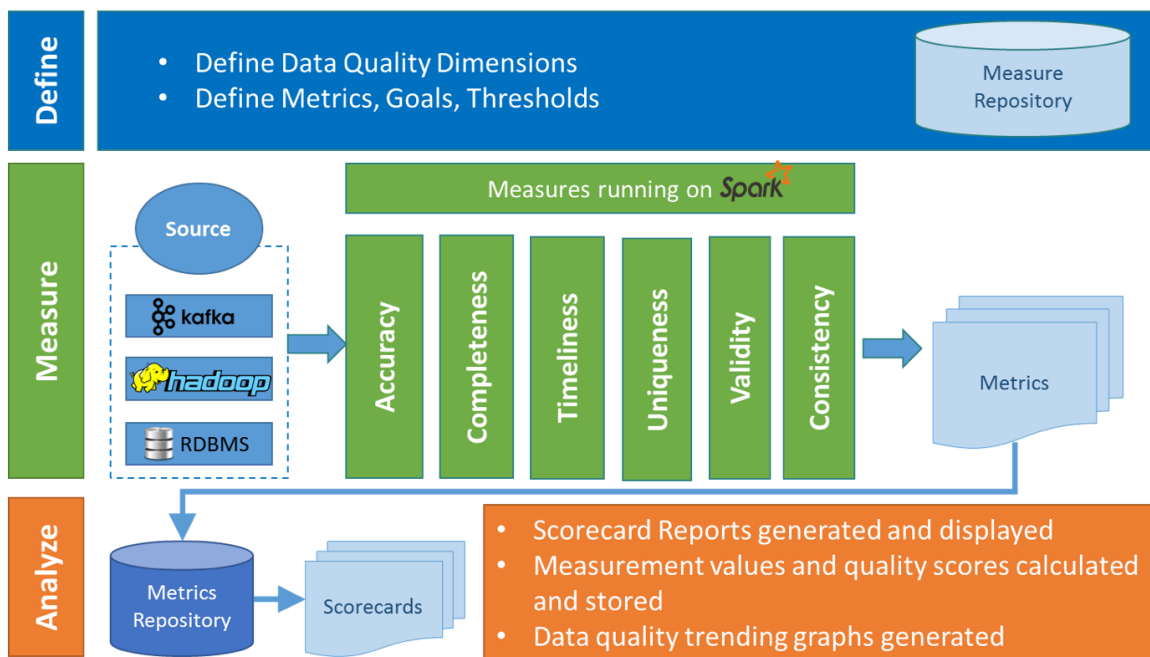 Define
• Define Data Quality Dimensions
• Define Metrics, Goals, Thresholds
Measure
Repository
Measure
Source
kafka
hadoop
RDBMS
Measures running on Spark
Accuracy
Completeness
Timeliness
Uniqueness
Validity
Consistency
Metrics
Analyze
Metrics
Repository
Scorecards
• Scorecard Reports generated and displayed
• Measurement values and quality scores calculated
and stored
• Data quality trending graphs generated